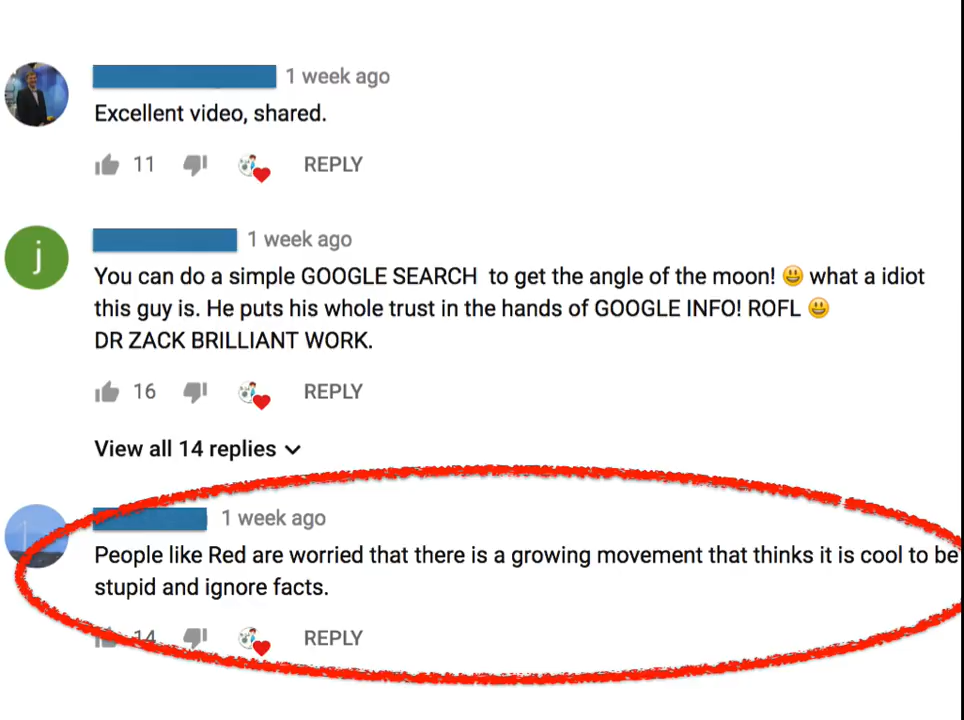 1 week ago
Excellent video, shared.
11 REPLY
j
1 week ago
You can do a simple GOOGLE SEARCH to get the angle of the moon! 😃 what a idiot
this guy is. He puts his whole trust in the hands of GOOGLE INFO! ROFL 😃
DR ZACK BRILLIANT WORK.
16 REPLY
View all 14 replies
1 week ago
People like Red are worried that there is a growing movement that thinks it is cool to be
stupid and ignore facts.
14 REPLY